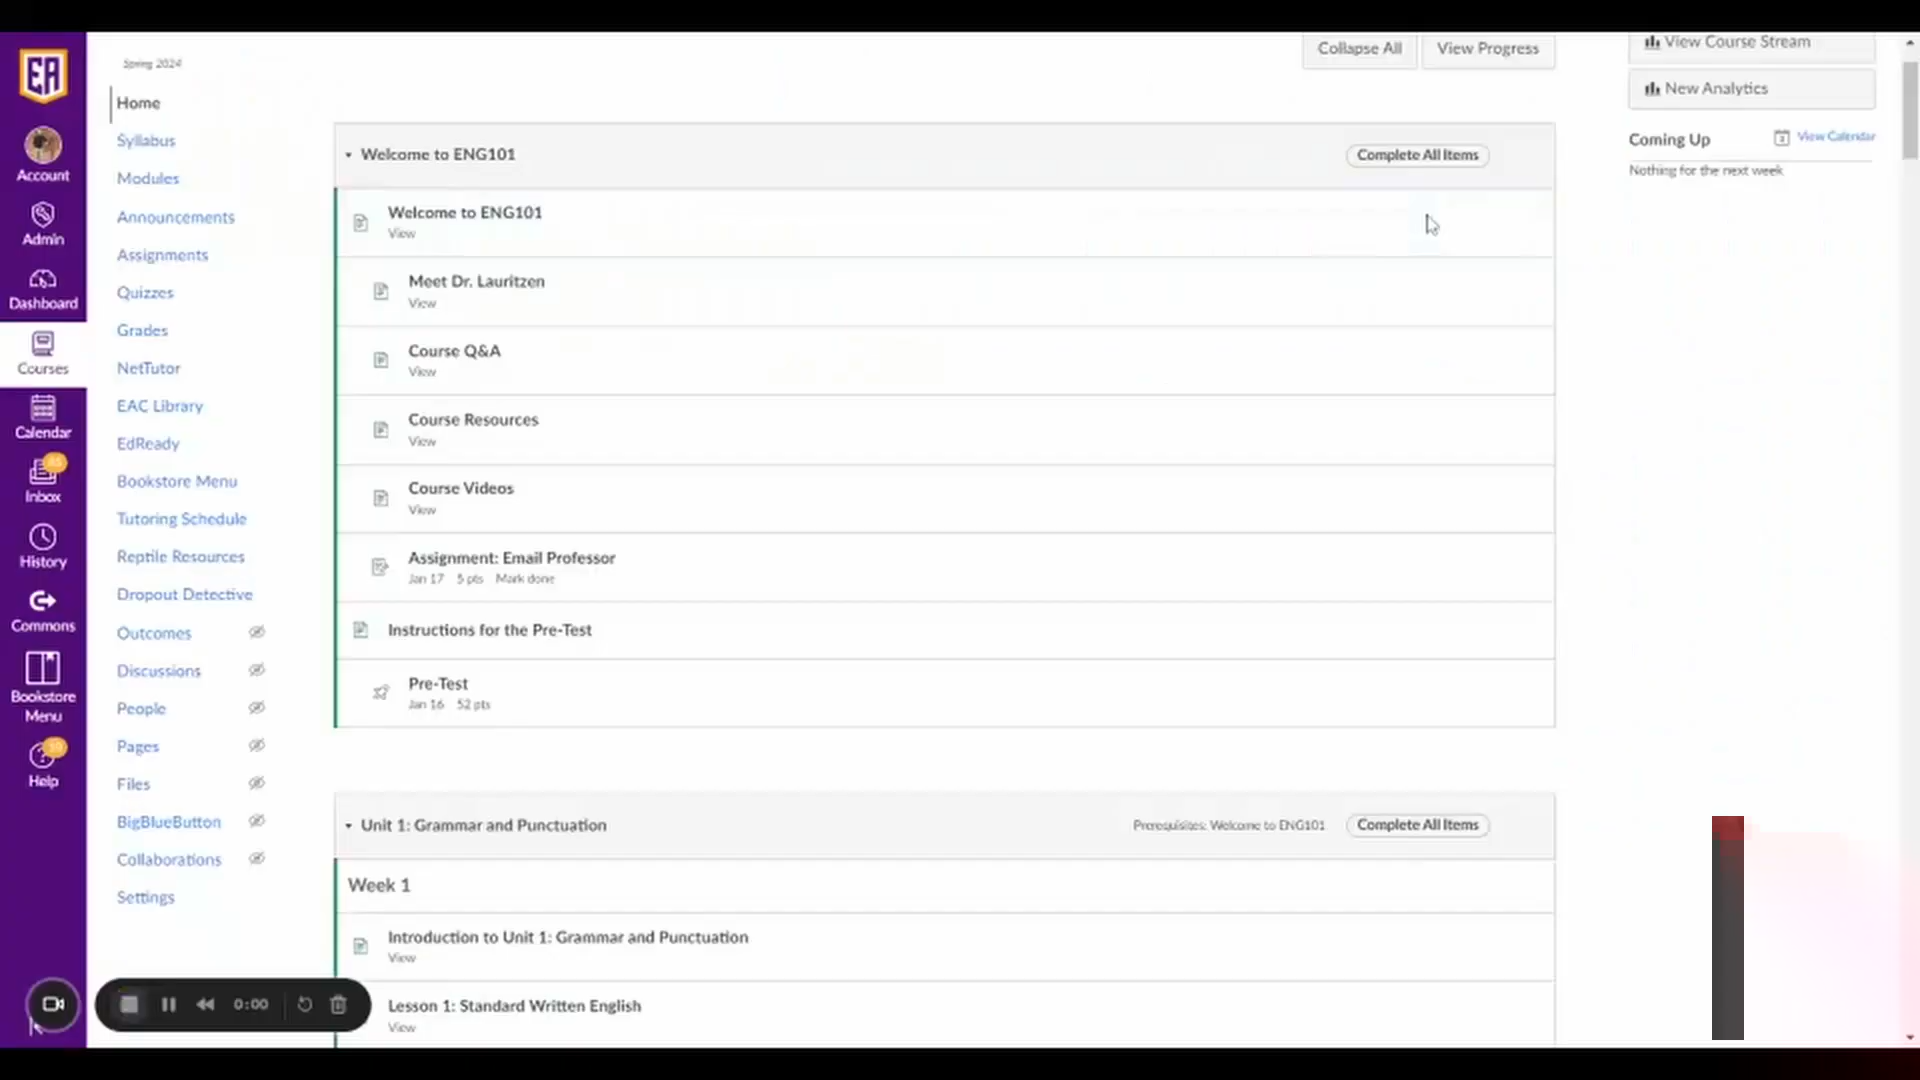 EA
Account
Admin
Dashboard
Courses
Calendar
Inbox
History
Commons
Bookstore
Menu
Help
Spring 2024
Home
Syllabus
Modules
Announcements
Assignments
Quizzes
Grades
NetTutor
EAC Library
EdReady
Bookstore Menu
Tutoring Schedule
Reptile Resources
Dropout Detective
Outcomes
Discussions
People
Pages
Files
BigBlueButton
Collaborations
Settings
0:00
Collapse All
View Progress
Welcome to ENG101
Complete All Items
Welcome to ENG101
View
Meet Dr. Lauritzen
View
Course Q&A
View
Course Resources
View
Course Videos
View
Assignment: Email Professor
Jan 17 5 pts Mark done
Instructions for the Pre-Test
Pre-Test
Jan 16 52 pts
Unit 1: Grammar and Punctuation
Prerequisites: Welcome to ENG101
Complete All Items
Week 1
Introduction to Unit 1: Grammar and Punctuation
View
Lesson 1: Standard Written English
View
View Course Stream
New Analytics
Coming Up
View Calendar
Nothing for the next week